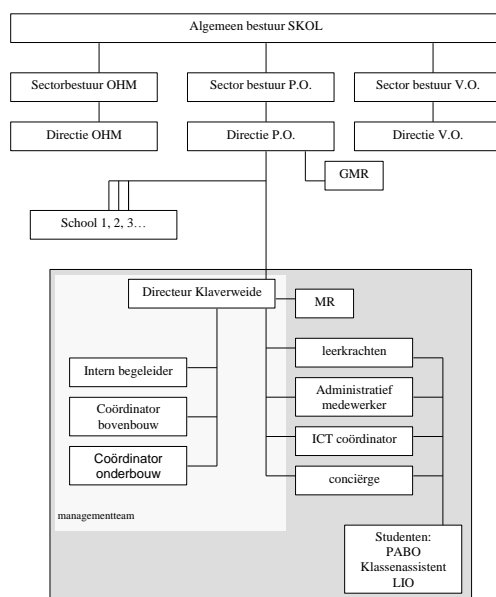 Algemeen bestuur SKOL
Sectorbestuur OHM
Sector bestuur P.O.
Sector bestuur V.O.
Directie OHM
Directie P.O.
Directie V.O.
GMR
School 1, 2, 3…
Directeur Klaverweide
MR
leerkrachten
Intern begeleider
Administratief
medewerker
Coördinator
bovenbouw
ICT coördinator
Coördinator
onderbouw
conciërge
managementteam
Studenten:
PABO
Klassenassistent
LIO